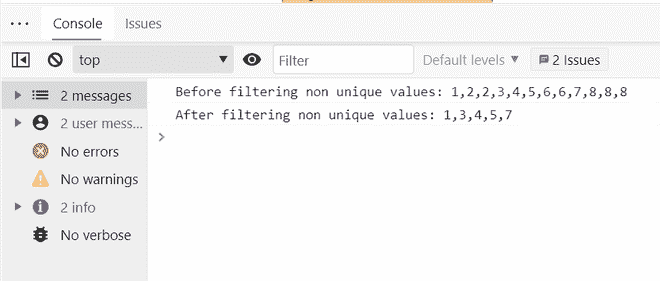 Console Issues
top Filter Default levels 2 Issues
2 messages
2 user mess...
No errors
No warnings
2 info
No verbose
Before filtering non unique values: 1,2,2,3,4,5,6,6,7,8,8,8
After filtering non unique values: 1,3,4,5,7